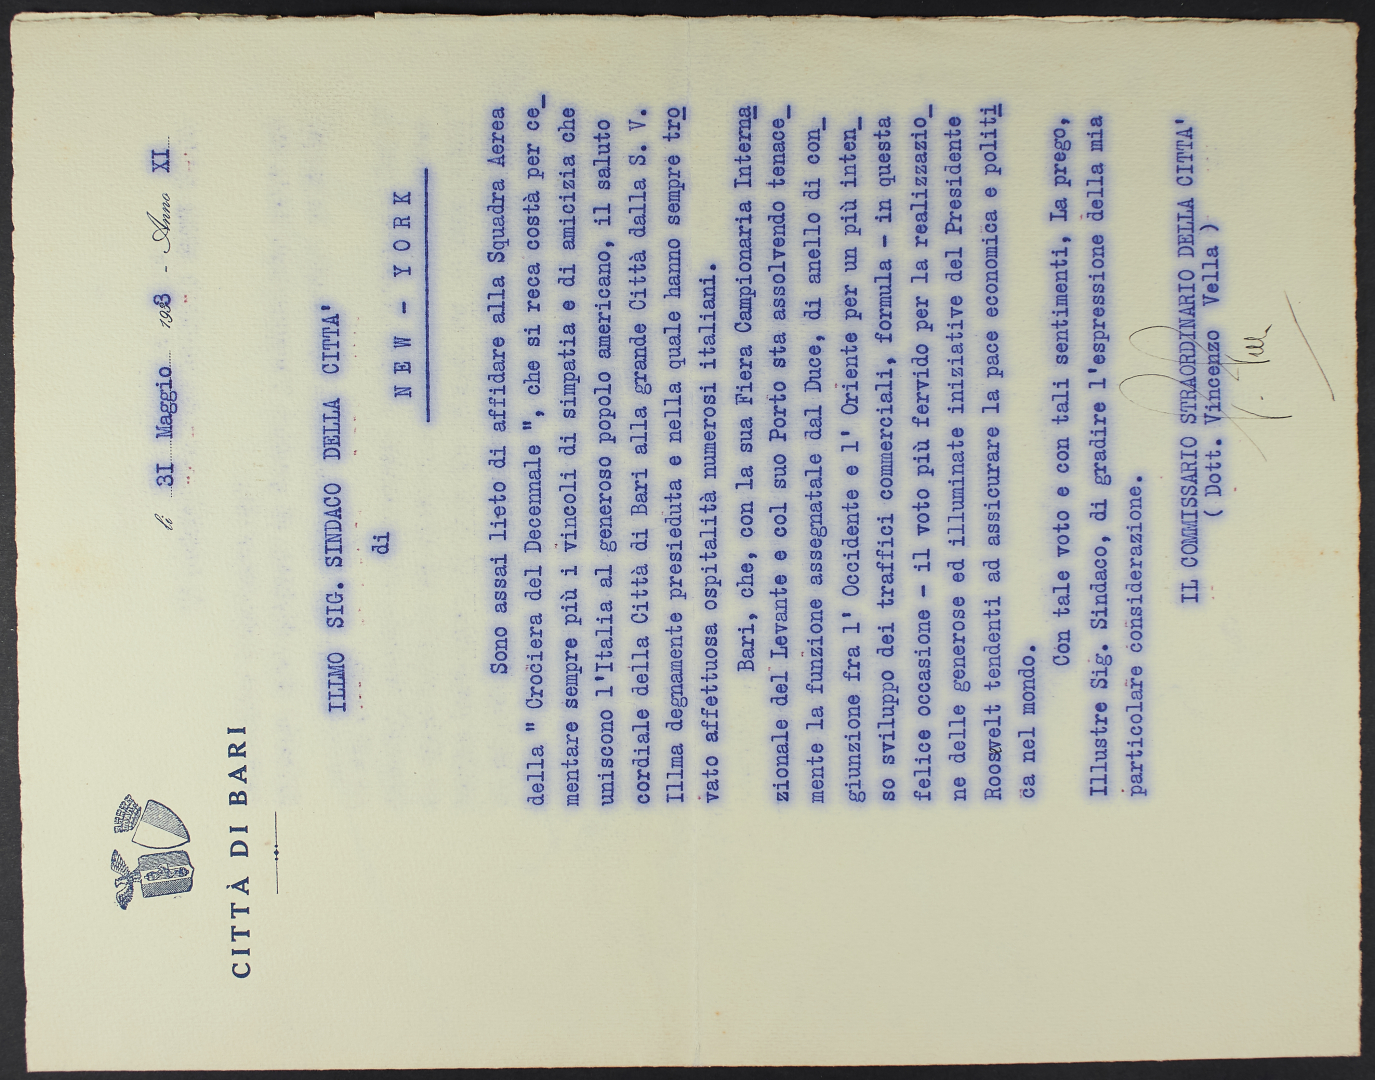 CITTÀ DI BARI
lì 3I Maggio 1933 - Anno XI
ILLMO SIG. SINDACO DELLA CITTA'
di
NEW-YORK
Sono assai lieto di affidare alla Squadra Aerea
della " Crociera del Decennale ", che si reca costà per ce_
mentare sempre più i vincoli di simpatia e di amicizia che
uniscono l'Italia al generoso popolo americano, il saluto
cordiale della Città di Bari alla grande Città dalla S. V.
Illma degnamente presieduta e nella quale hanno sempre tro
vato affettuosa ospitalità numerosi italiani.
Bari, che, con la sua Fiera Campionaria Interna
zionale del Levante e col suo Porto sta assolvendo tenace_
mente la funzione assegnatale dal Duce, di anello di con_
giunzione fra l' Occidente e l' Oriente per un più inten_
so sviluppo dei traffici commerciali, formula - in questa
felice occasione - il voto più fervido per la realizzazio_
ne delle generose ed illuminate iniziative del Presidente
Roosvelt tendenti ad assicurare la pace economica e politi
ca nel mondo.
Con tale voto e con tali sentimenti, La prego,
Illustre Sig. Sindaco, di gradire l'espressione della mia
particolare considerazione.
IL COMMISSARIO STRAORDINARIO DELLA CITTA'
( Dott. Vincenzo Vella )